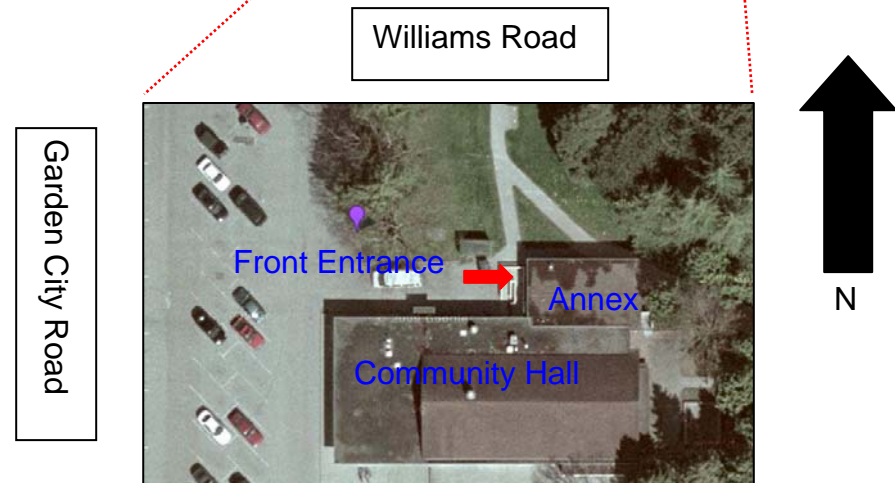 Williams Road
Garden City Road
Front Entrance
Annex
Community Hall
N